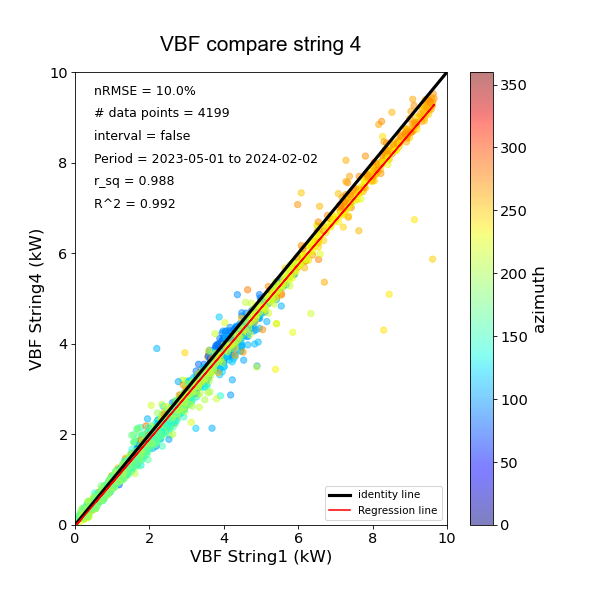 VBF compare string 4
nRMSE = 10.0%
# data points = 4199
interval = false
Period = 2023-05-01 to 2024-02-02
r_sq = 0.988
R^2 = 0.992
10
8
6
4
2
0
VBF String4 (kW)
0 2 4 6 8 10
VBF String1 (kW)
identity line
Regression line
350
300
250
200
150
100
50
0
azimuth